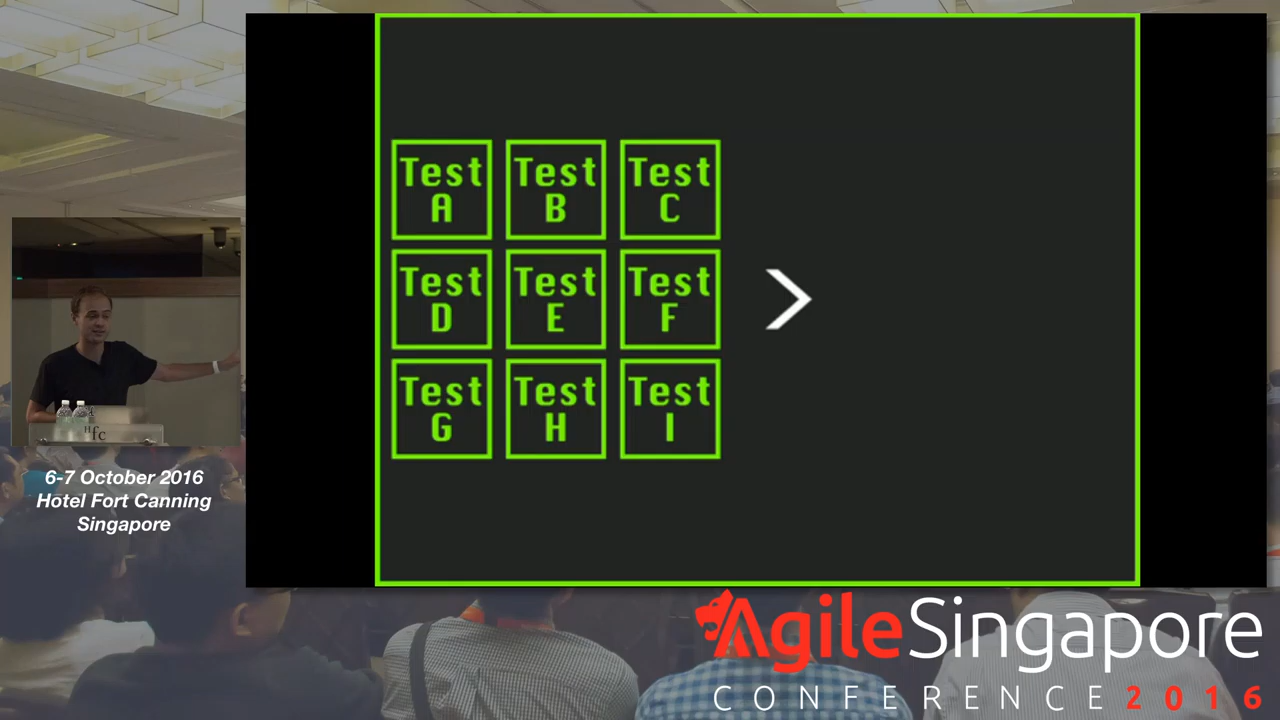 Test
A
Test
B
Test
C
Test
D
Test
E
Test
F
Test
G
Test
H
Test
I
6-7 October 2016
Hotel Fort Canning
Singapore
AgileSingapore
CONFERENCE 2016